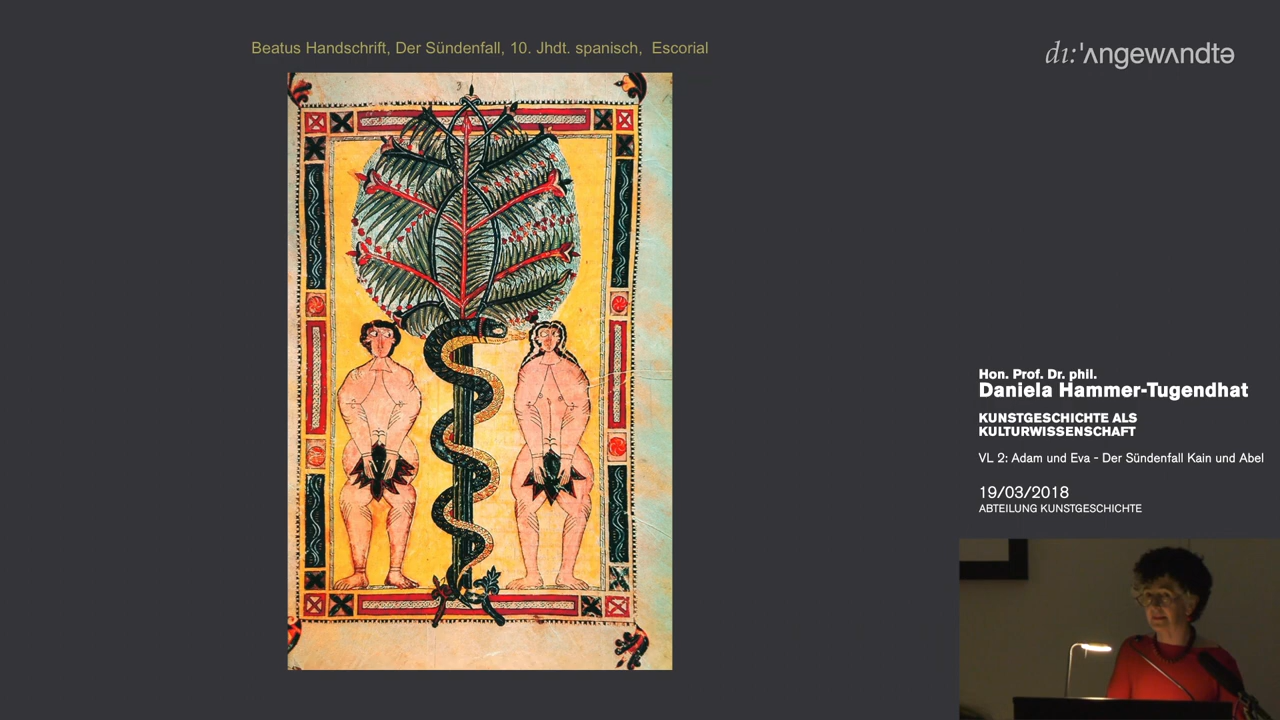 Beatus Handschrift, Der Sündenfall, 10. Jhdt. spanisch, Escorial
dı:'ʌngewʌndtə
Hon. Prof. Dr. phil.
Daniela Hammer-Tugendhat
KUNSTGESCHICHTE ALS
KULTURWISSENSCHAFT
VL 2: Adam und Eva - Der Sündenfall Kain und Abel
19/03/2018
ABTEILUNG KUNSTGESCHICHTE